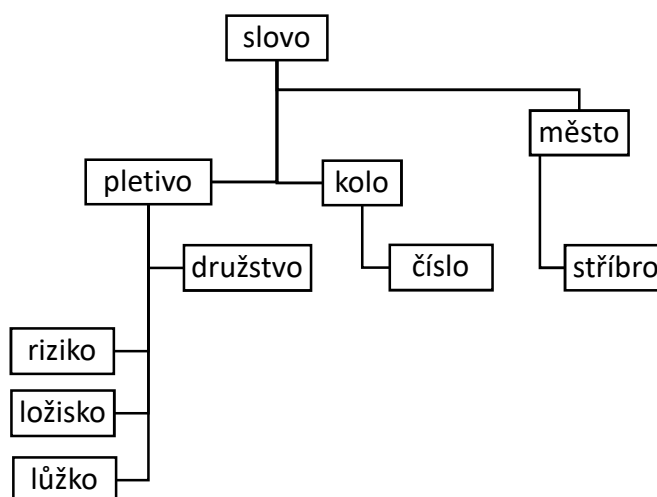 slovo
město
pletivo
kolo
družstvo
číslo
stříbro
riziko
ložisko
lůžko